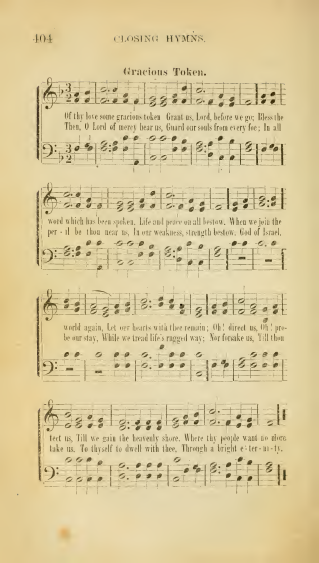 404 CLOSING HYMNS.
Gracious Token.
Of thy love some gracious token Grant us, Lord, before we go; Bless the
Then, O Lord of mercy hear us, Guard our souls from every foe; In all
word which has been spoken, Life and peace on all bestow, When we join the
per - il be thou near us, In our weakness, strength bestow, God of Israel,
world again, Let our hearts with thee remain; Oh! direct us, Oh! pro-
be our stay, While we tread life's rugged way; Nor forsake us, Till thou
tect us, Till we gain the heavenly shore, Where thy people want no more
take us, To thyself to dwell with thee, Through a bright e-ter-ni-ty.